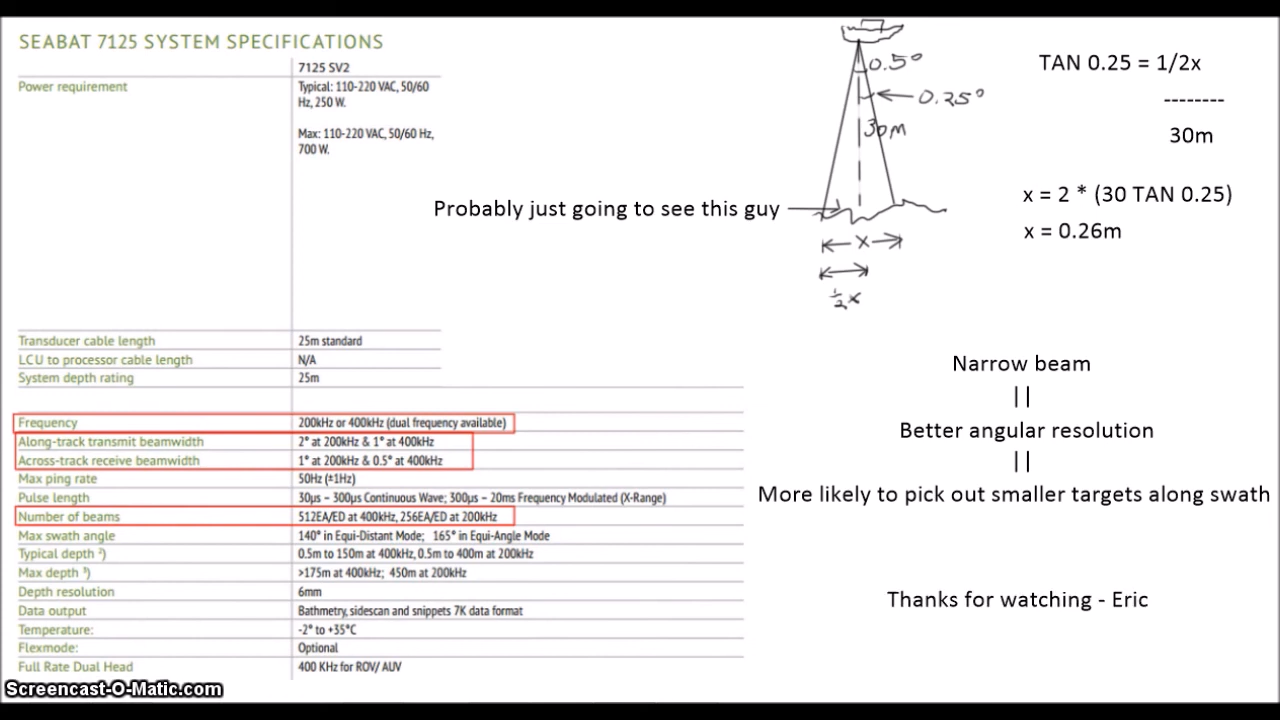 SEABAT 7125 SYSTEM SPECIFICATIONS
7125 SV2
Power requirement
Typical: 110-220 VAC, 50/60
Hz, 250 W.
Max: 110-220 VAC, 50/60 Hz,
700 W.
Transducer cable length 25m standard
LCU to processor cable length N/A
System depth rating 25m
Frequency 200kHz or 400kHz (dual frequency available)
Along-track transmit beamwidth 2° at 200kHz & 1° at 400kHz
Across-track receive beamwidth 1° at 200kHz & 0.5° at 400kHz
Max ping rate 50Hz (±1Hz)
Pulse length 30μs – 300μs Continuous Wave; 300μs – 20ms Frequency Modulated (X-Range)
Number of beams 512EA/ED at 400kHz, 256EA/ED at 200kHz
Max swath angle 140° in Equi-Distant Mode; 165° in Equi-Angle Mode
Typical depth ²) 0.5m to 150m at 400kHz, 0.5m to 400m at 200kHz
Max depth ³) >175m at 400kHz; 450m at 200kHz
Depth resolution 6mm
Data output Bathmetry, sidescan and snippets 7K data format
Temperature: -2° to +35°C
Flexmode: Optional
Full Rate Dual Head 400 KHz for ROV/ AUV
0.5°
0.25°
30m
Probably just going to see this guy
x
½x
TAN 0.25 = 1/2x
--------
30m
x = 2 * (30 TAN 0.25)
x = 0.26m
Narrow beam
||
Better angular resolution
||
More likely to pick out smaller targets along swath
Thanks for watching - Eric
Screencast-O-Matic.com